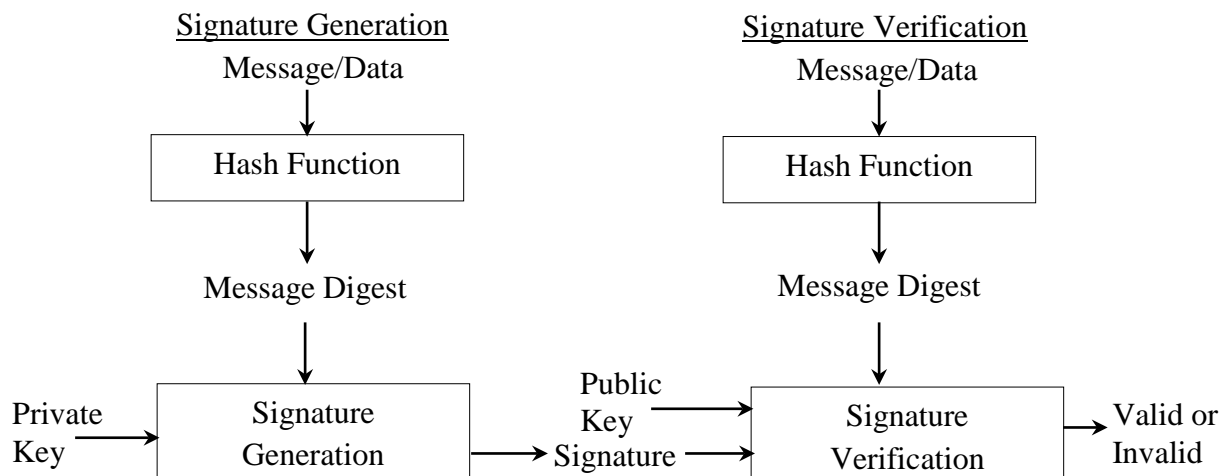 Signature Generation
Message/Data
Hash Function
Message Digest
Private
Key
Signature
Generation
Signature Verification
Message/Data
Hash Function
Message Digest
Public
Key
Signature
Signature
Verification
Valid or
Invalid